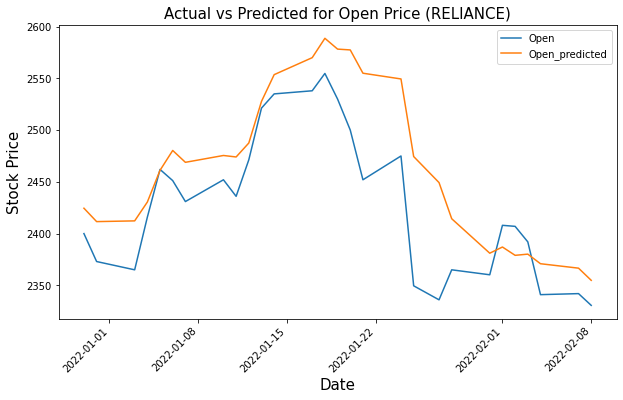 Actual vs Predicted for Open Price (RELIANCE)
Open
Open_predicted
Stock Price
2600
2550
2500
2450
2400
2350
2022-01-01
2022-01-08
2022-01-15
2022-01-22
2022-02-01
2022-02-08
Date